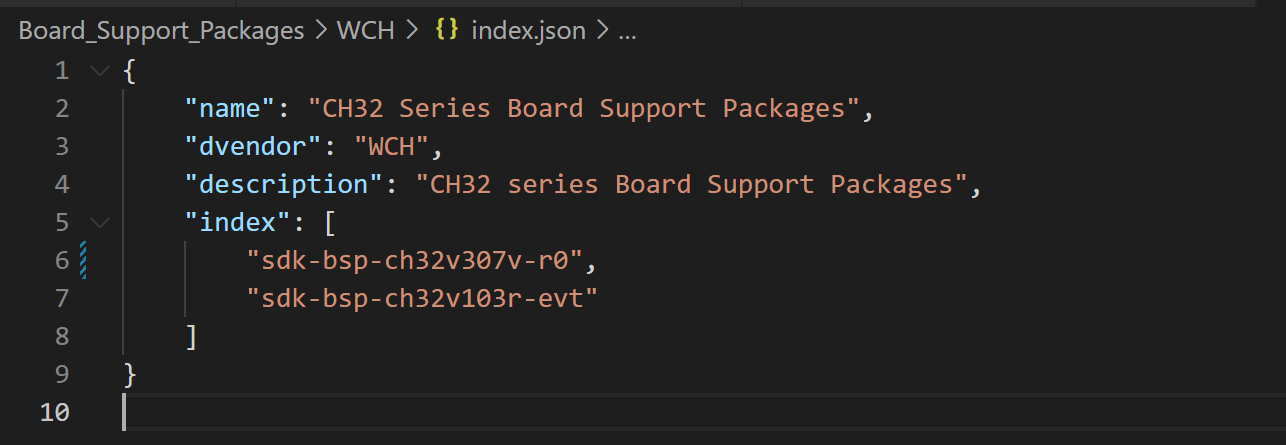 Board_Support_Packages > WCH > {} index.json > ...
1 {
2 "name": "CH32 Series Board Support Packages",
3 "dvendor": "WCH",
4 "description": "CH32 series Board Support Packages",
5 "index": [
6 "sdk-bsp-ch32v307v-r0",
7 "sdk-bsp-ch32v103r-evt"
8 ]
9 }
10